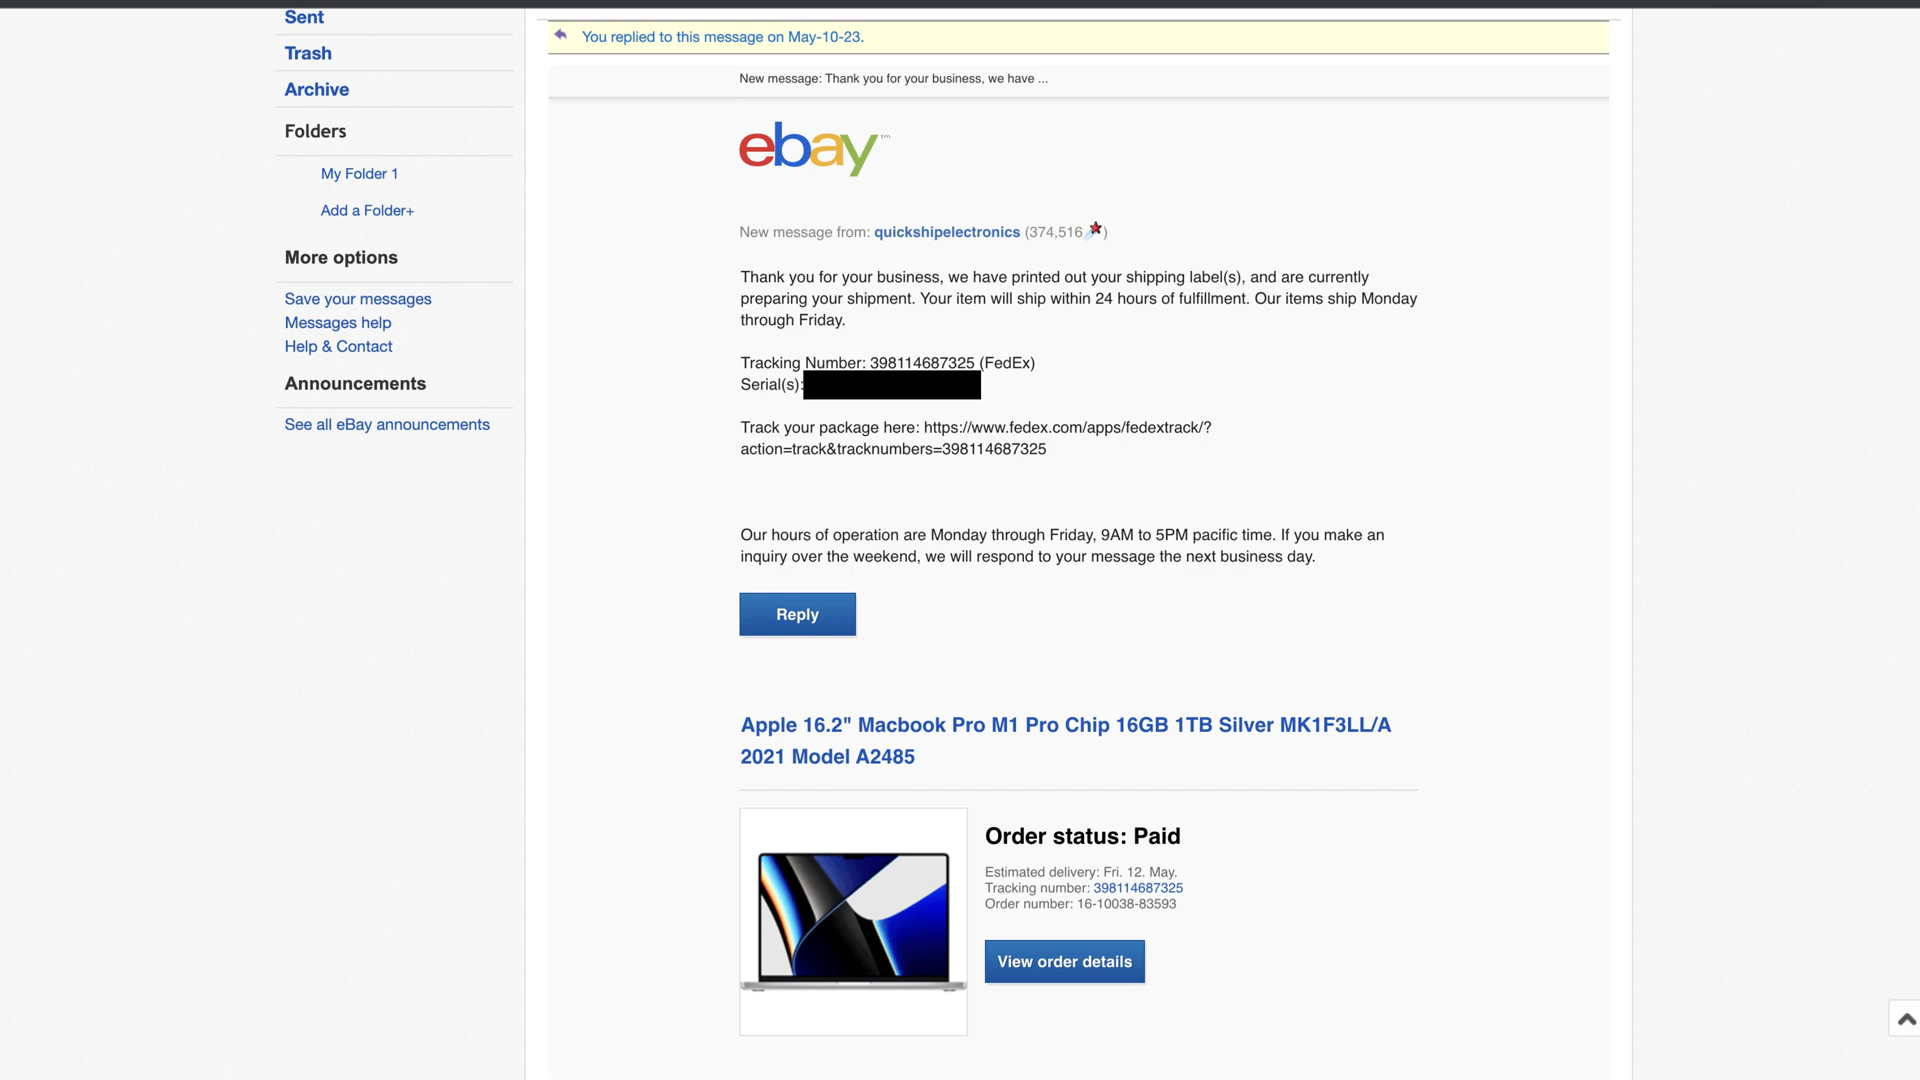 Sent
Trash
Archive
Folders
My Folder 1
Add a Folder+
More options
Save your messages
Messages help
Help & Contact
Announcements
See all eBay announcements
You replied to this message on May-10-23.
New message: Thank you for your business, we have ...
ebay™
New message from: quickshipelectronics (374,516 )
Thank you for your business, we have printed out your shipping label(s), and are currently
preparing your shipment. Your item will ship within 24 hours of fulfillment. Our items ship Monday
through Friday.
Tracking Number: 398114687325 (FedEx)
Serial(s):
Track your package here: https://www.fedex.com/apps/fedextrack/?
action=track&tracknumbers=398114687325
Our hours of operation are Monday through Friday, 9AM to 5PM pacific time. If you make an
inquiry over the weekend, we will respond to your message the next business day.
Reply
Apple 16.2" Macbook Pro M1 Pro Chip 16GB 1TB Silver MK1F3LL/A
2021 Model A2485
Order status: Paid
Estimated delivery: Fri. 12. May.
Tracking number: 398114687325
Order number: 16-10038-83593
View order details